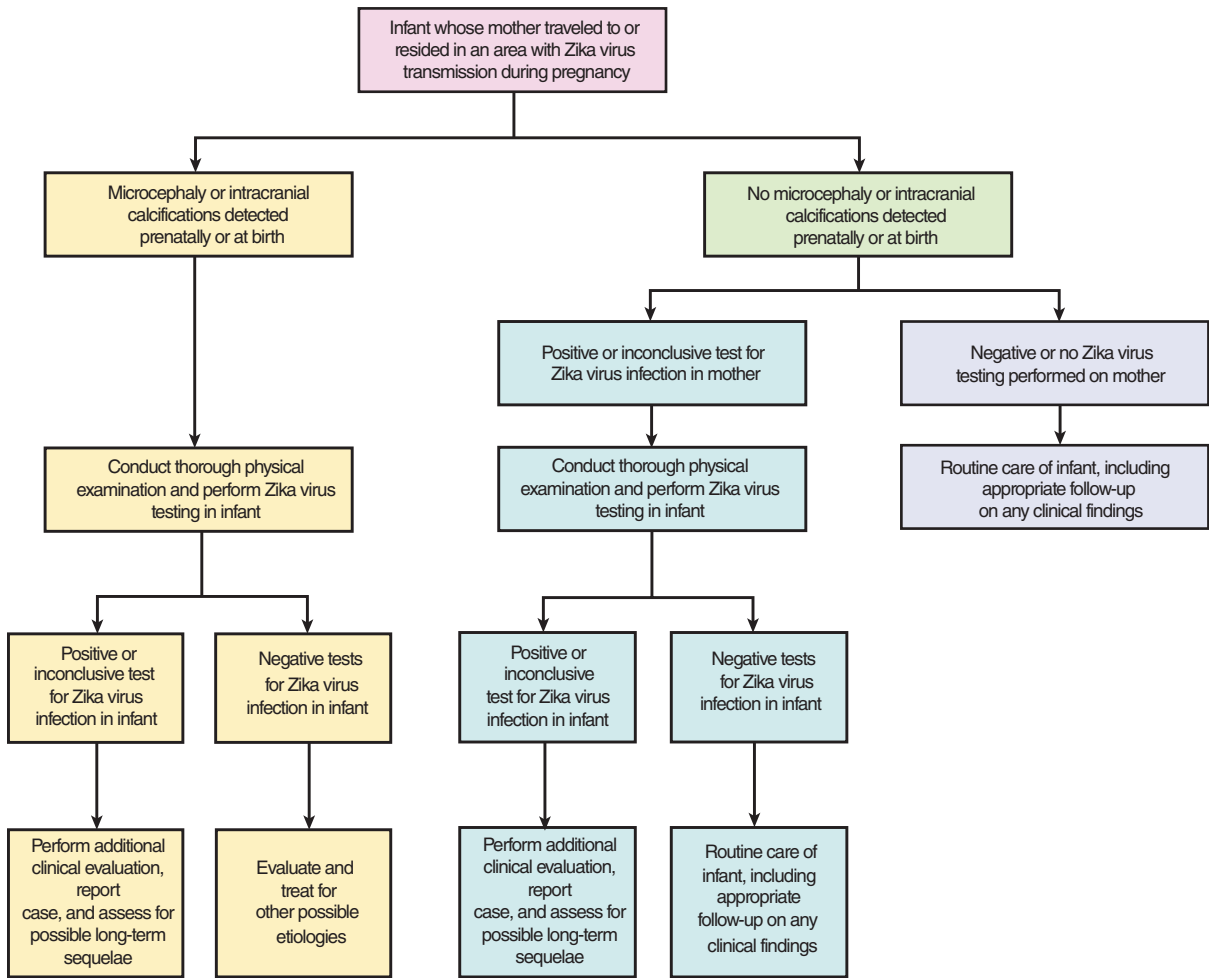 Infant whose mother traveled to or
resided in an area with Zika virus
transmission during pregnancy
Microcephaly or intracranial
calcifications detected
prenatally or at birth
No microcephaly or intracranial
calcifications detected
prenatally or at birth
Positive or inconclusive test for
Zika virus infection in mother
Negative or no Zika virus
testing performed on mother
Conduct thorough physical
examination and perform Zika virus
testing in infant
Conduct thorough physical
examination and perform Zika virus
testing in infant
Routine care of infant, including
appropriate follow-up
on any clinical findings
Positive or
inconclusive test
for Zika virus
infection in infant
Negative tests
for Zika virus
infection in infant
Positive or
inconclusive
test for Zika virus
infection in infant
Negative tests
for Zika virus
infection in infant
Perform additional
clinical evaluation,
report
case, and assess for
possible long-term
sequelae
Evaluate and
treat for
other possible
etiologies
Perform additional
clinical evaluation,
report
case, and assess for
possible long-term
sequelae
Routine care of
infant, including
appropriate
follow-up on any
clinical findings